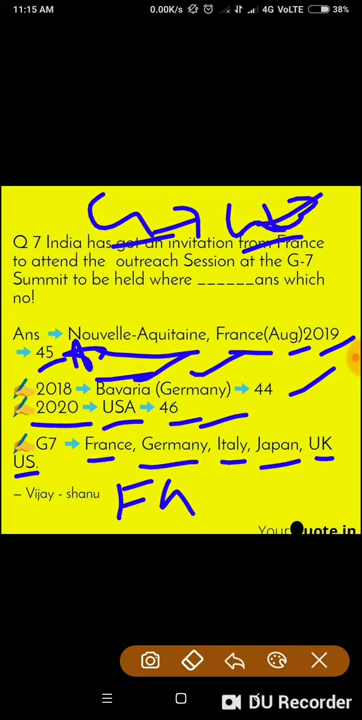 11:15 AM 0.00K/s 4G VoLTE 38%
G7
Q 7 India has got an invitation from France
to attend the outreach Session at the G-7
Summit to be held where ______ans which
no!
Ans ➡ Nouvelle-Aquitaine, France(Aug)2019
➡ 45
✍2018 ➡ Bavaria (Germany) ➡ 44
✍2020 ➡ USA ➡ 46
✍G7 ➡ France, Germany, Italy, Japan, UK
US.
– Vijay - shanu
YourQuote.in
DU Recorder